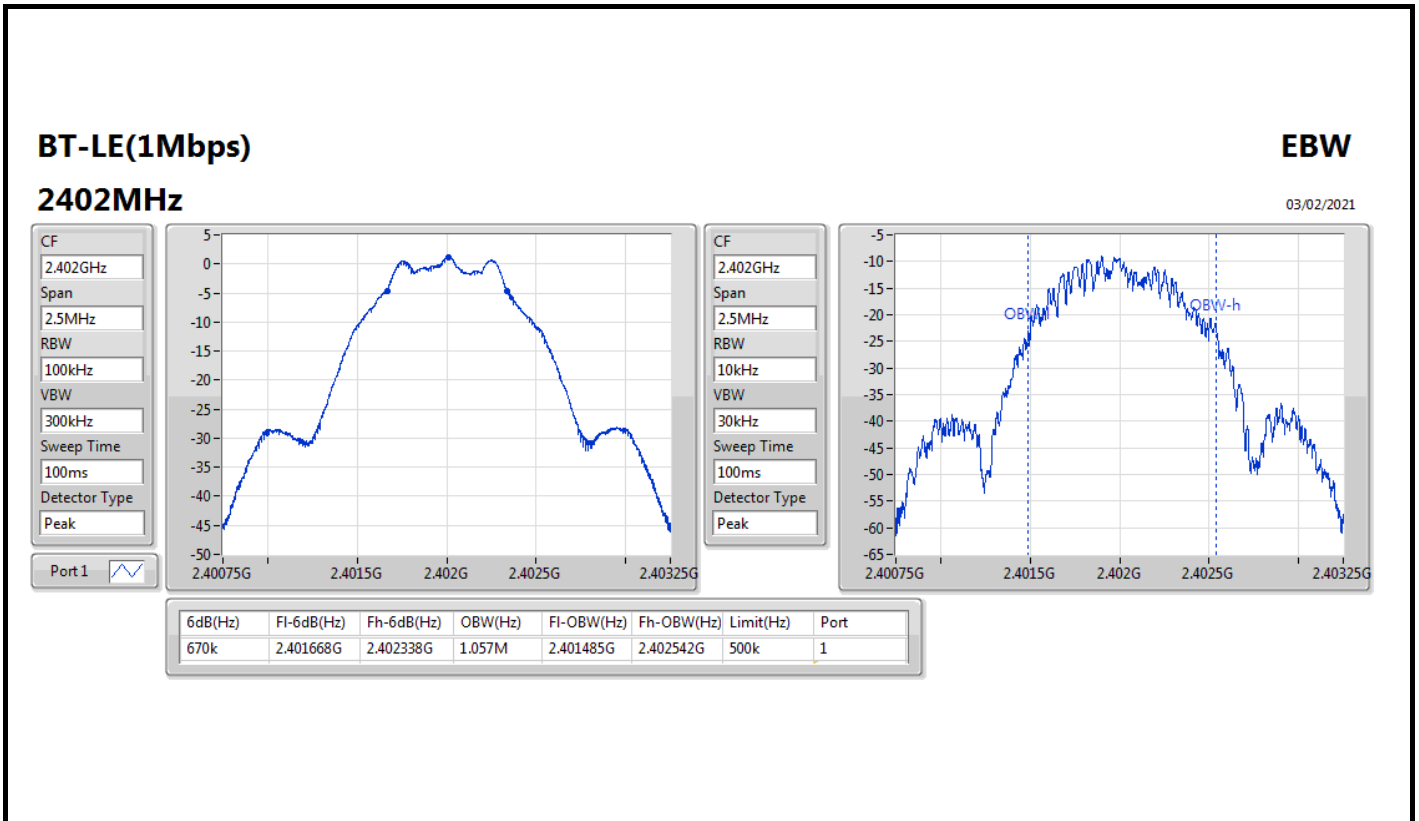 BT-LE(1Mbps)
EBW
2402MHz
03/02/2021
CF
2.402GHz
Span
2.5MHz
RBW
100kHz
VBW
300kHz
Sweep Time
100ms
Detector Type
Peak
Port 1
5
0
-5
-10
-15
-20
-25
-30
-35
-40
-45
-50
2.40075G 2.4015G 2.402G 2.4025G 2.40325G
CF
2.402GHz
Span
2.5MHz
RBW
10kHz
VBW
30kHz
Sweep Time
100ms
Detector Type
Peak
-5
-10
-15
-20
-25
-30
-35
-40
-45
-50
-55
-60
-65
OBW-h
2.40075G 2.4015G 2.402G 2.4025G 2.40325G
6dB(Hz) Fl-6dB(Hz) Fh-6dB(Hz) OBW(Hz) Fl-OBW(Hz) Fh-OBW(Hz) Limit(Hz) Port
670k 2.401668G 2.402338G 1.057M 2.401485G 2.402542G 500k 1